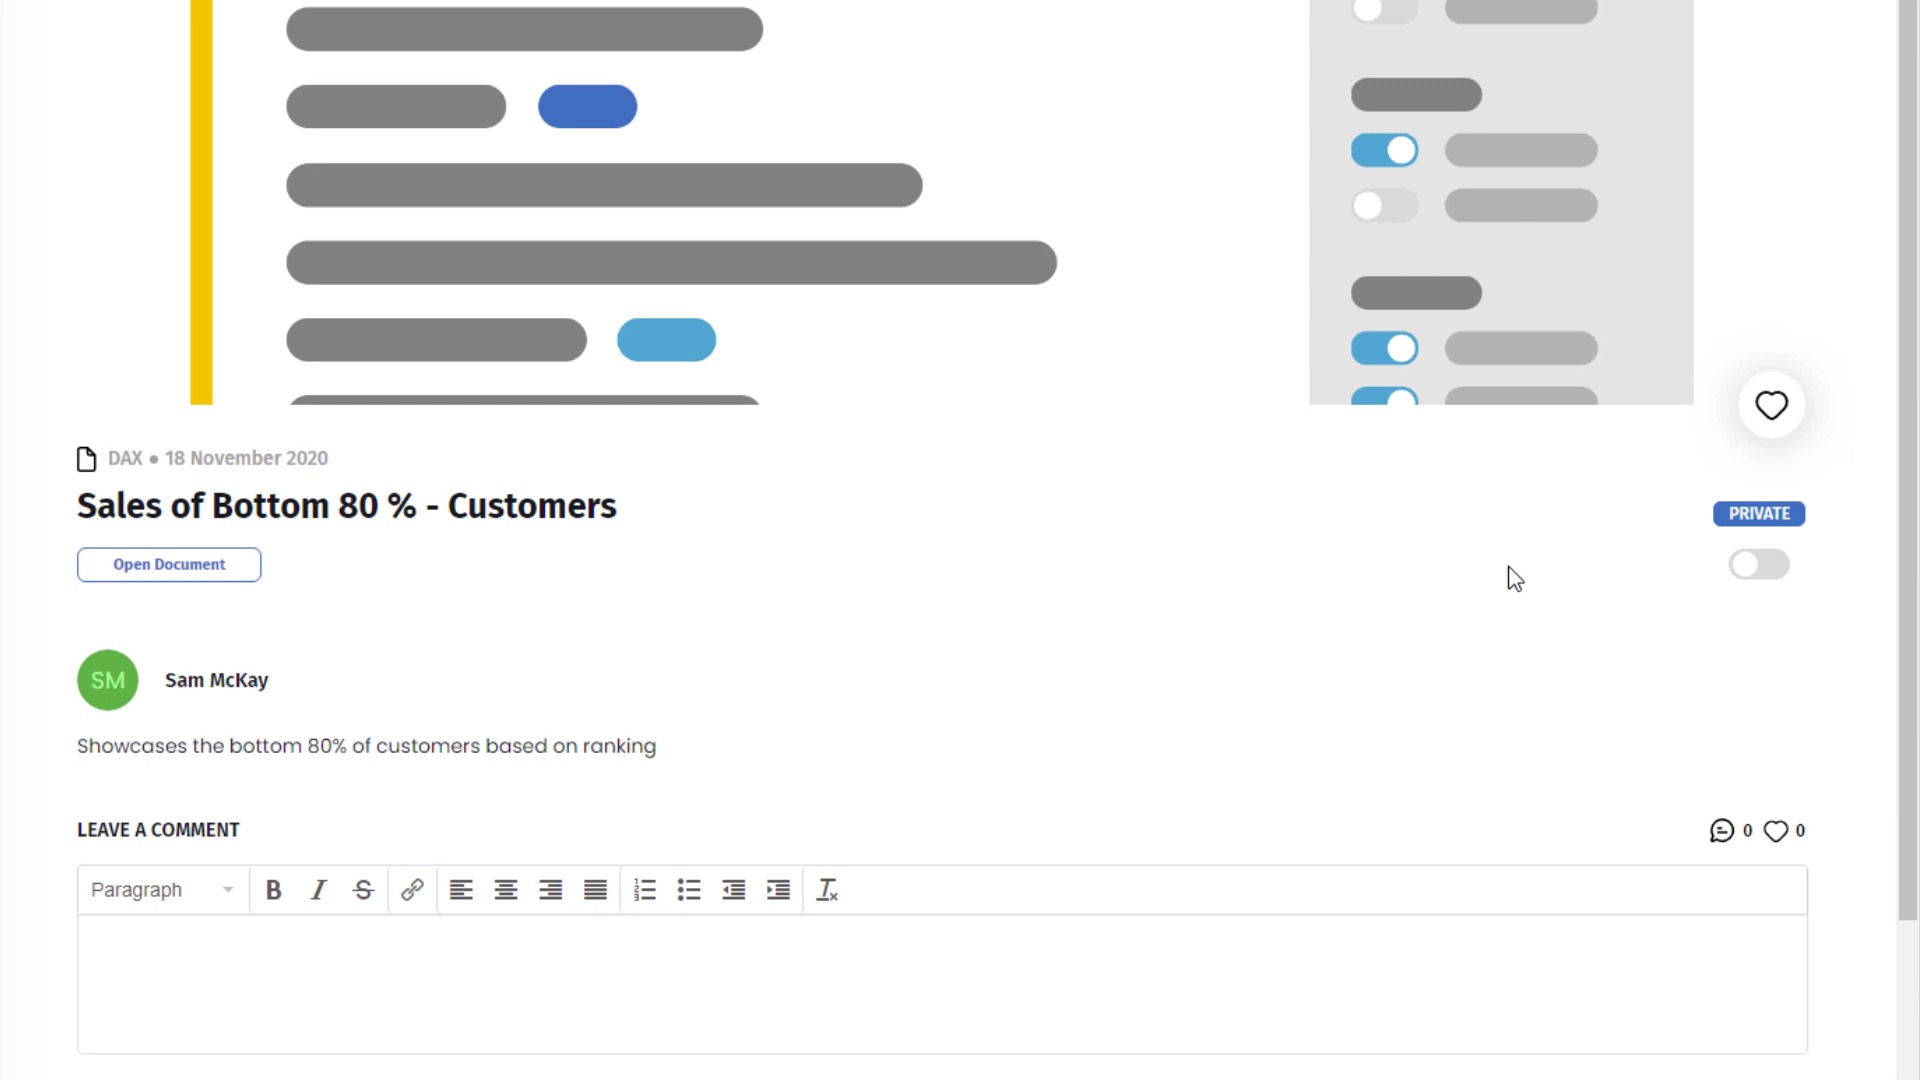 DAX ● 18 November 2020
Sales of Bottom 80 % - Customers
PRIVATE
Open Document
SM
Sam McKay
Showcases the bottom 80% of customers based on ranking
LEAVE A COMMENT
0 0
Paragraph